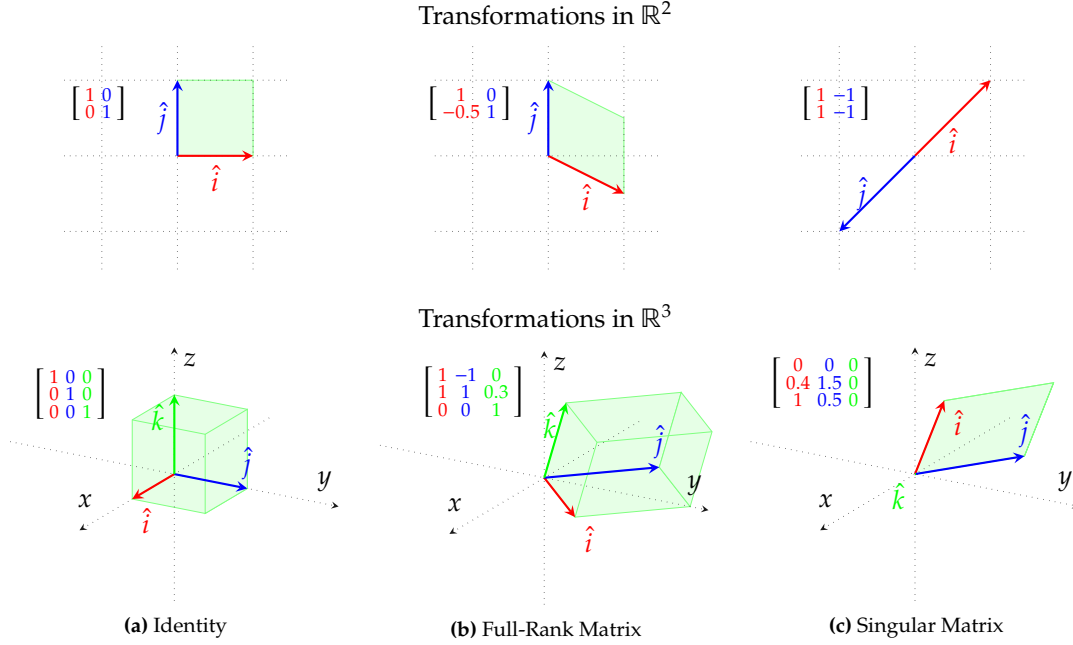 Transformations in ℝ²
[ 1 0 ]
[ 0 1 ]
ĵ
î
[ 1 0 ]
[ −0.5 1 ]
ĵ
î
[ 1 −1 ]
[ 1 −1 ]
î
ĵ
Transformations in ℝ³
[ 1 0 0 ]
[ 0 1 0 ]
[ 0 0 1 ]
z
k̂
ĵ
y
x
î
[ 1 −1 0 ]
[ 1 1 0.3 ]
[ 0 0 1 ]
z
k̂
ĵ
y
x
î
[ 0 0 0 ]
[ 0.4 1.5 0 ]
[ 1 0.5 0 ]
z
î
ĵ
y
x
k̂
(a) Identity
(b) Full-Rank Matrix
(c) Singular Matrix